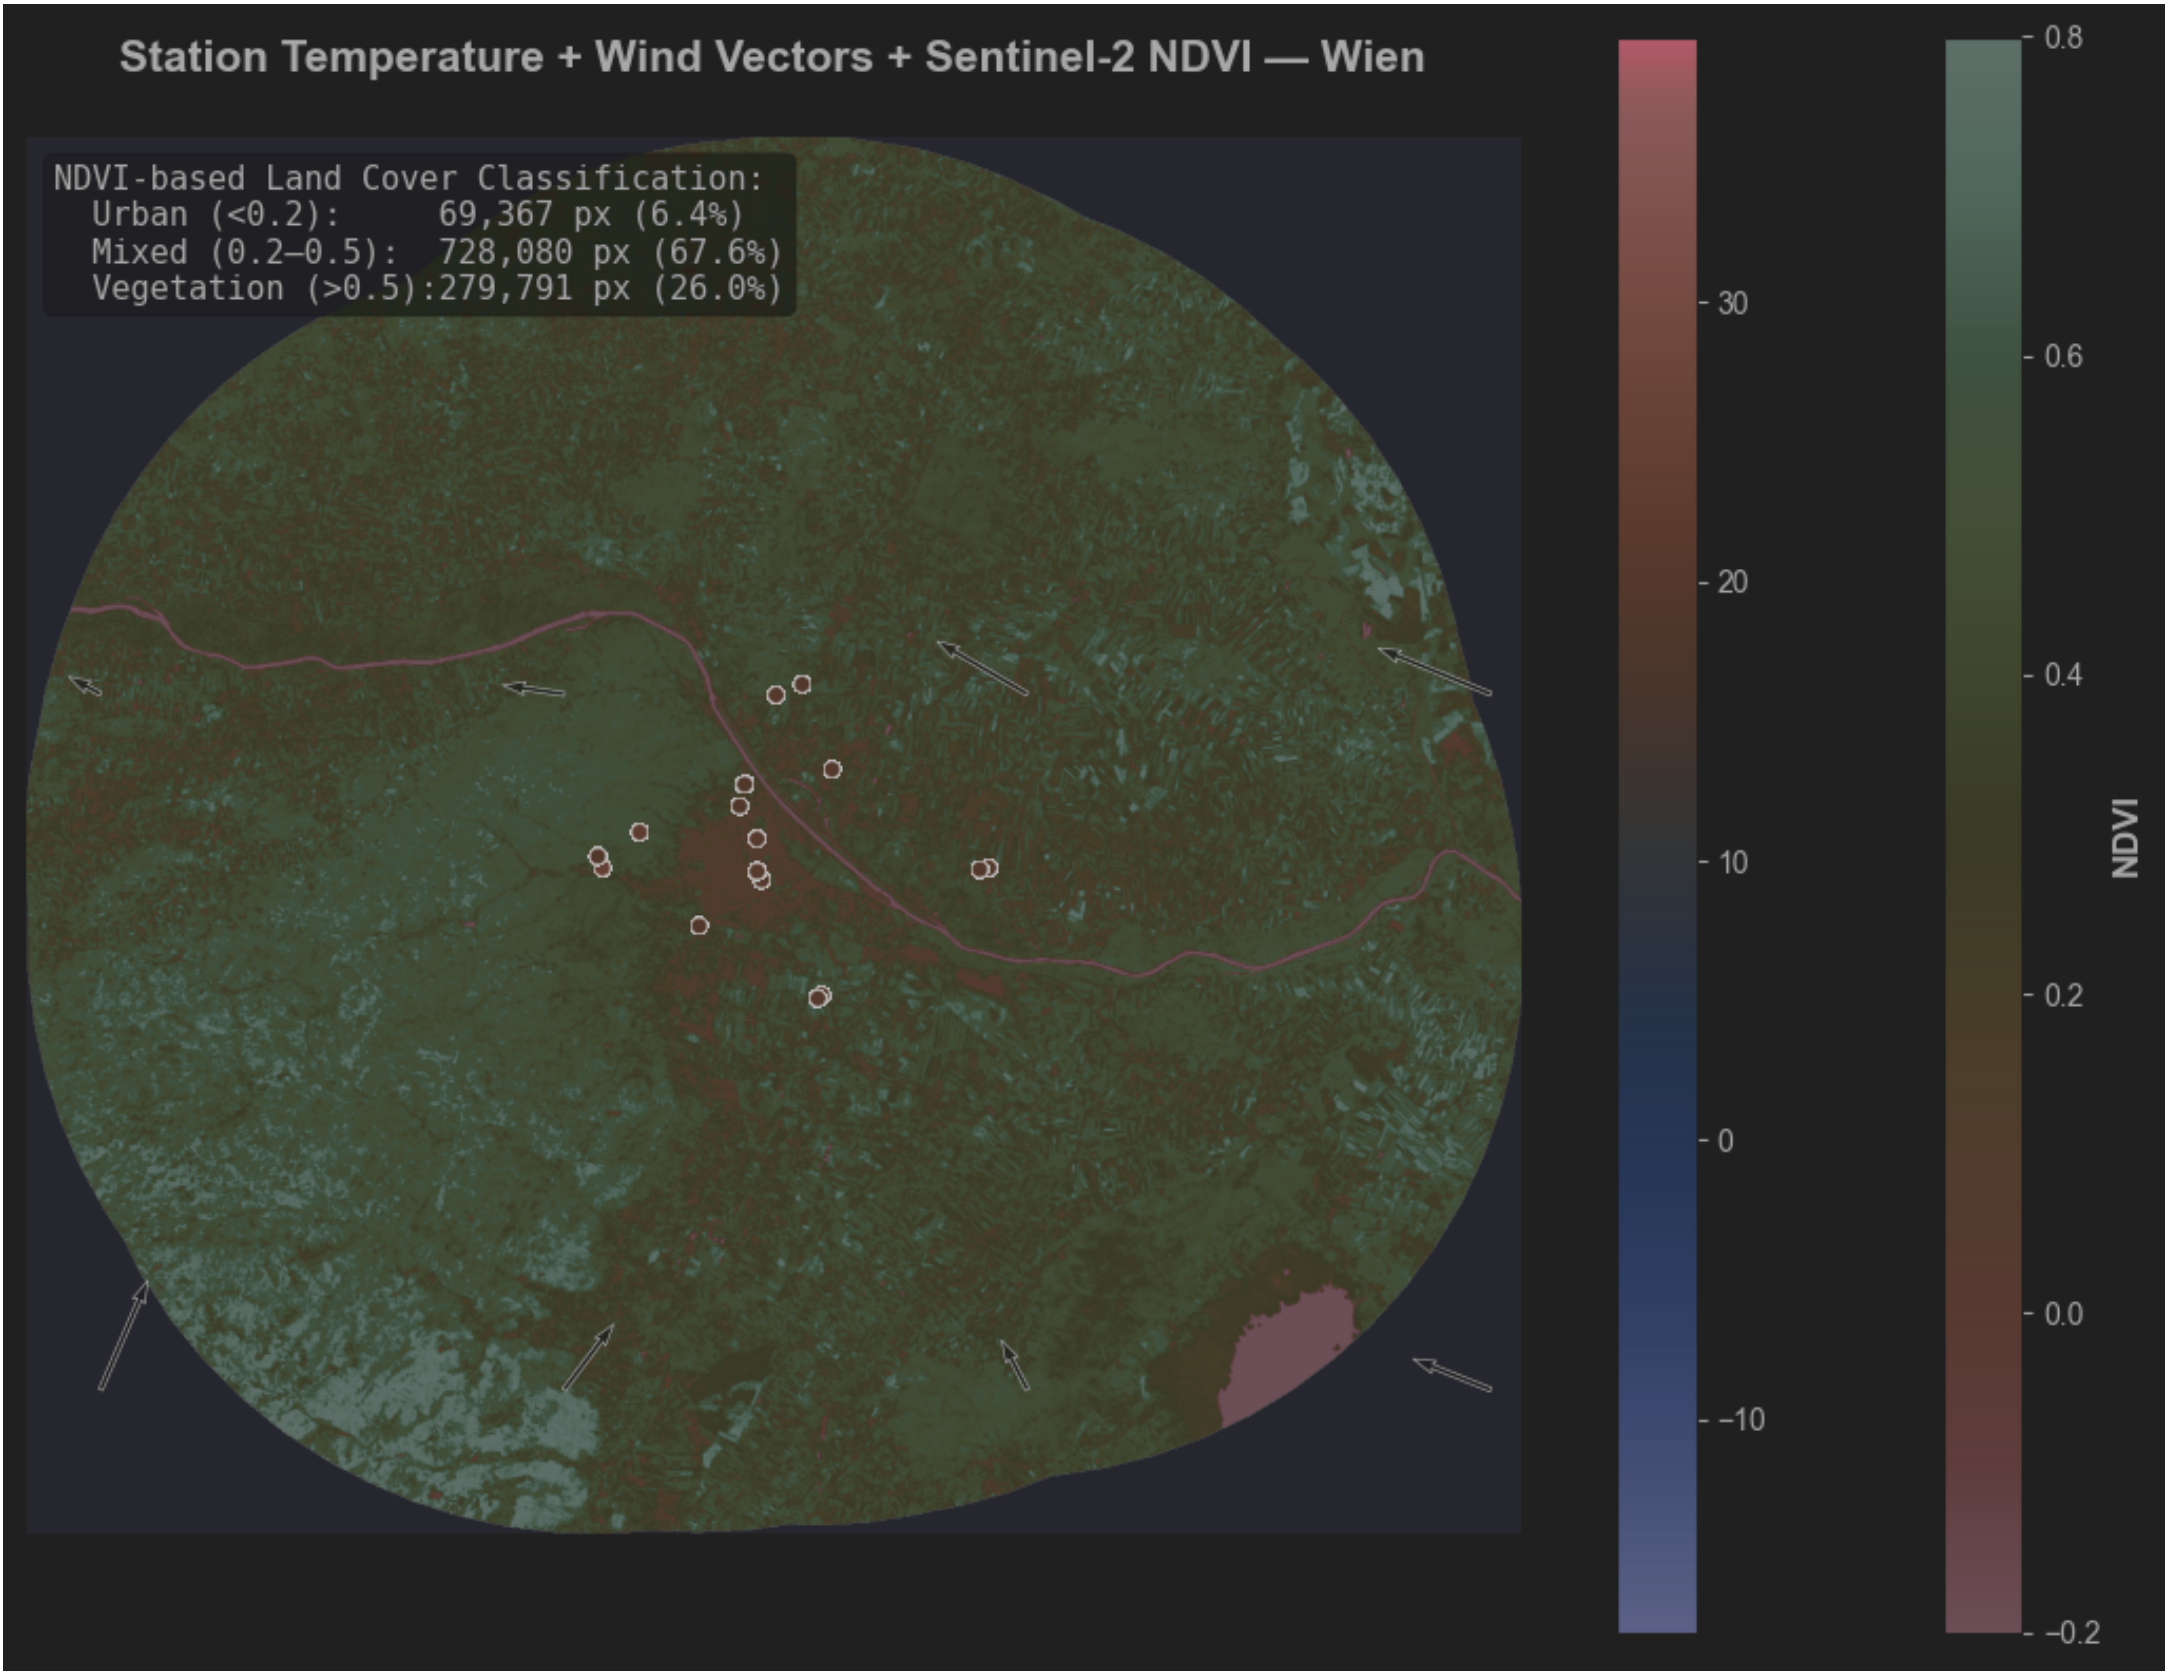 Station Temperature + Wind Vectors + Sentinel-2 NDVI — Wien
NDVI-based Land Cover Classification:
Urban (<0.2): 69,367 px (6.4%)
Mixed (0.2–0.5): 728,080 px (67.6%)
Vegetation (>0.5):279,791 px (26.0%)
30
20
10
0
−10
0.8
0.6
0.4
0.2
0.0
−0.2
NDVI